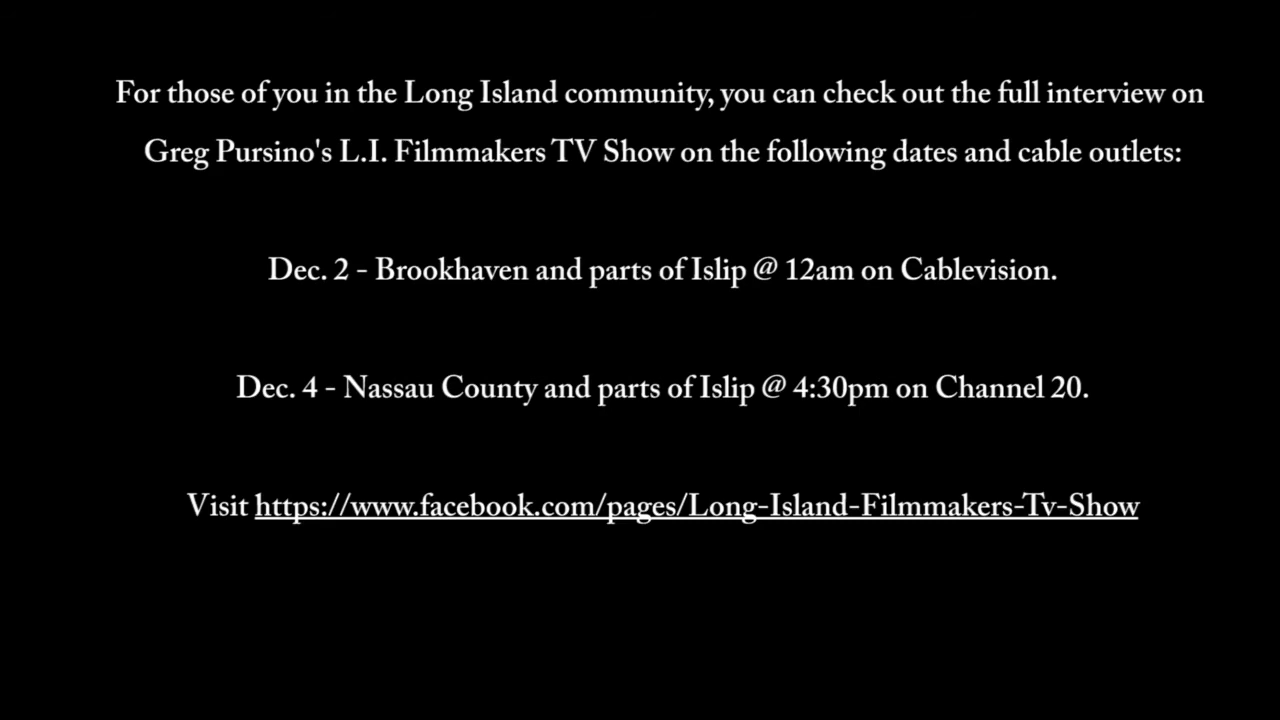 For those of you in the Long Island community, you can check out the full interview on
Greg Pursino's L.I. Filmmakers TV Show on the following dates and cable outlets:
Dec. 2 - Brookhaven and parts of Islip @ 12am on Cablevision.
Dec. 4 - Nassau County and parts of Islip @ 4:30pm on Channel 20.
Visit https://www.facebook.com/pages/Long-Island-Filmmakers-Tv-Show